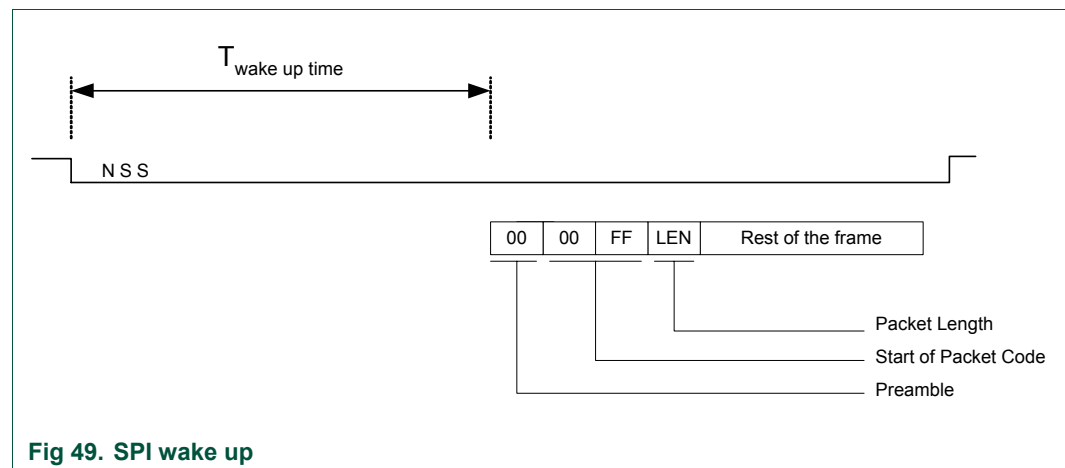 T wake up time
N S S
00 00 FF LEN Rest of the frame
Packet Length
Start of Packet Code
Preamble
Fig 49. SPI wake up